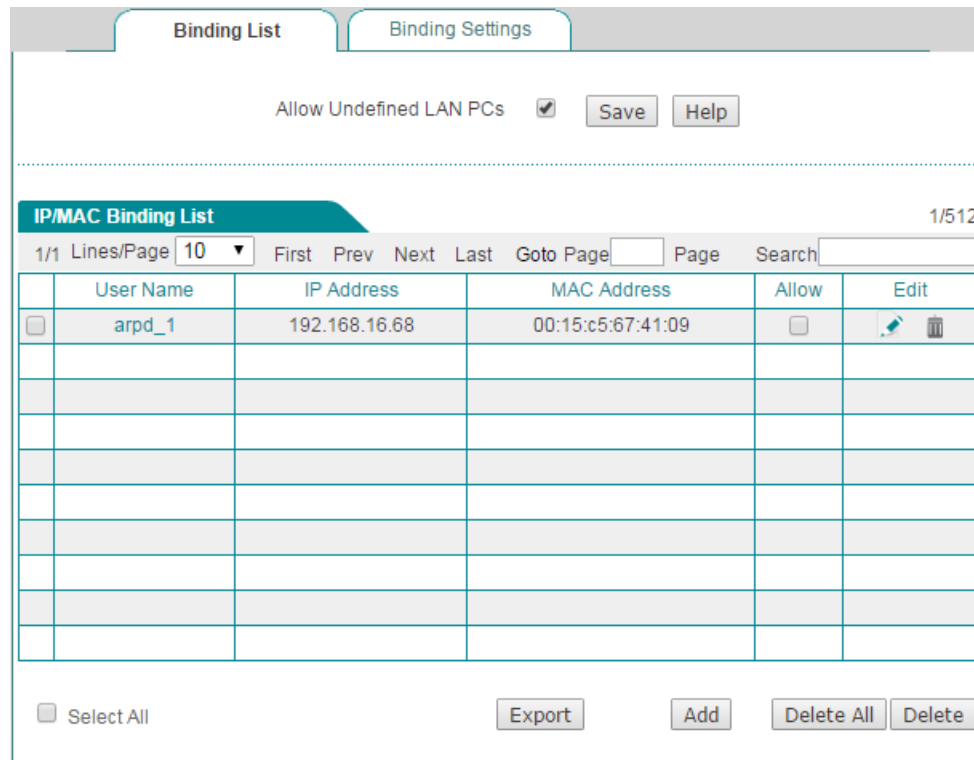 Binding List Binding Settings
Allow Undefined LAN PCs Save Help
IP/MAC Binding List 1/512
1/1 Lines/Page 10 First Prev Next Last Goto Page Page Search
User Name IP Address MAC Address Allow Edit
arpd_1 192.168.16.68 00:15:c5:67:41:09
Select All Export Add Delete All Delete